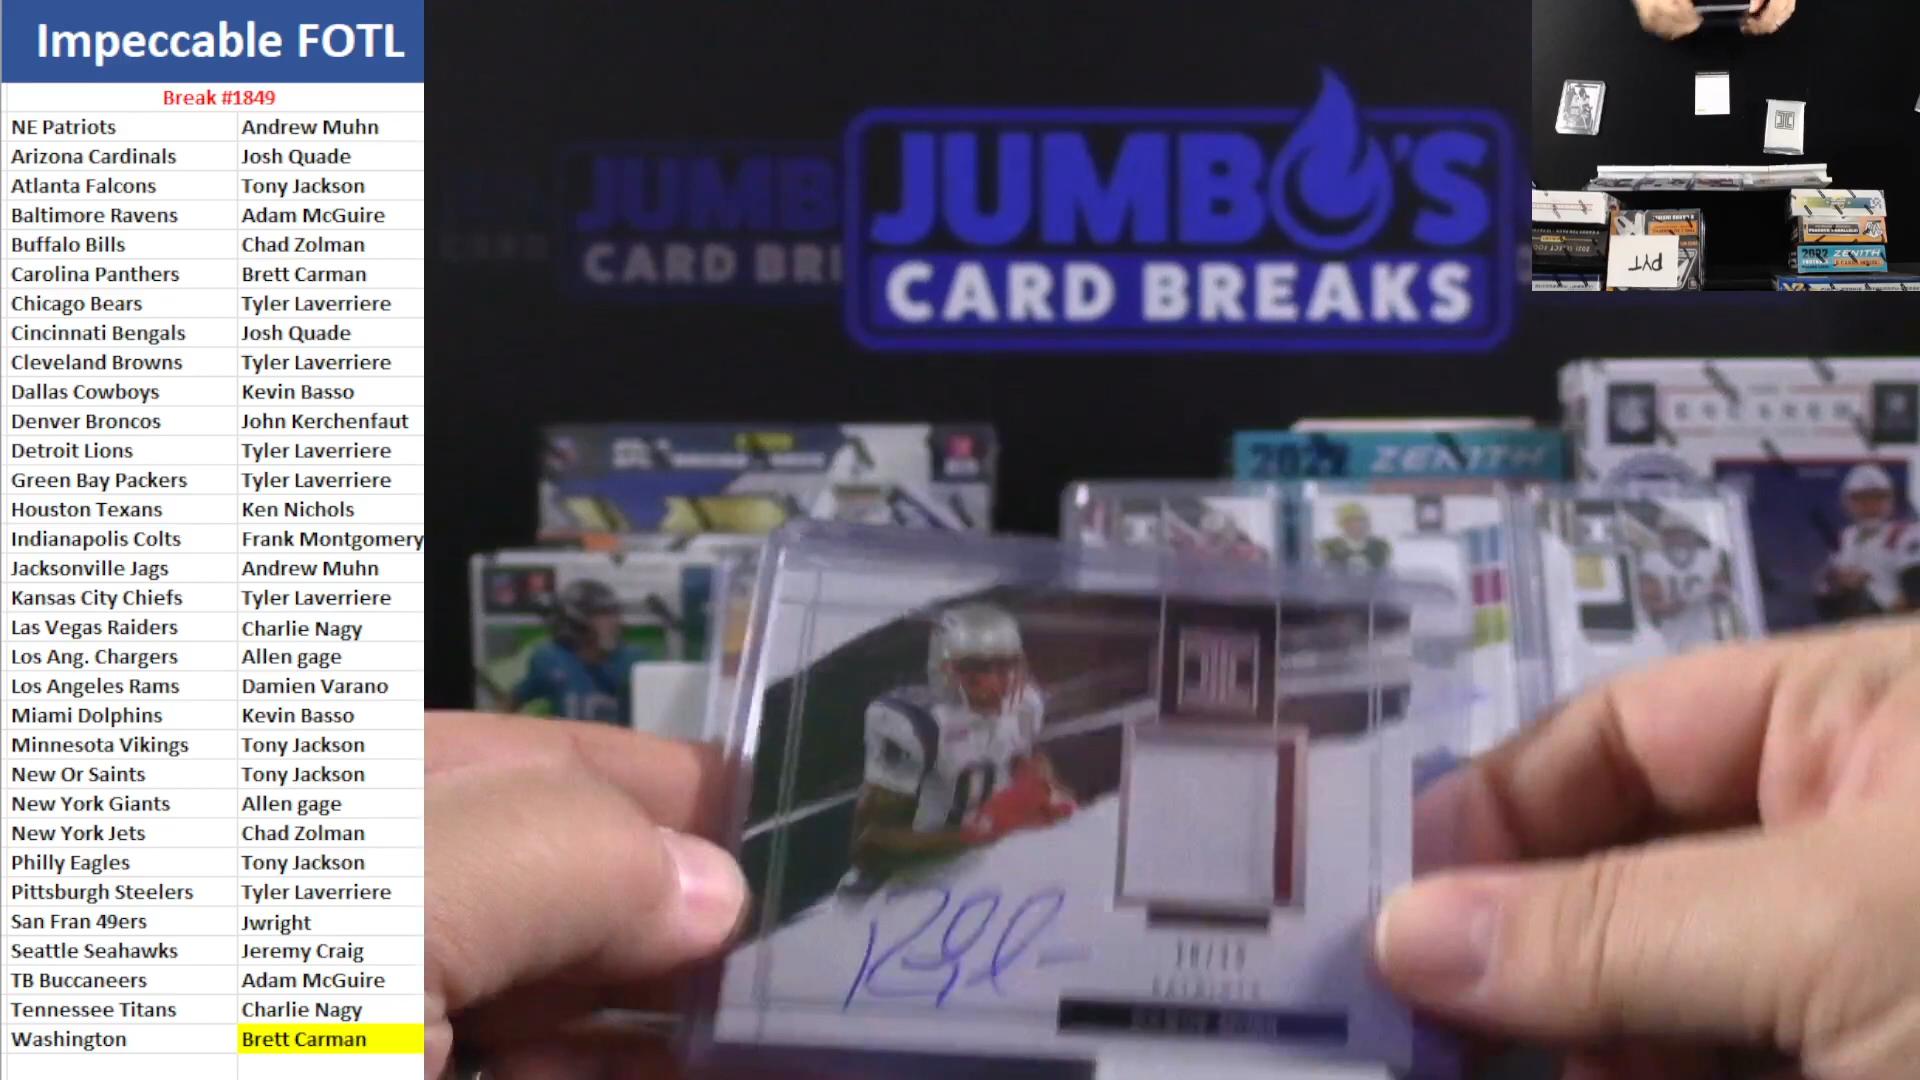 Impeccable FOTL
Break #1849
NE Patriots Andrew Muhn
Arizona Cardinals Josh Quade
Atlanta Falcons Tony Jackson
Baltimore Ravens Adam McGuire
Buffalo Bills Chad Zolman
Carolina Panthers Brett Carman
Chicago Bears Tyler Laverriere
Cincinnati Bengals Josh Quade
Cleveland Browns Tyler Laverriere
Dallas Cowboys Kevin Basso
Denver Broncos John Kerchenfaut
Detroit Lions Tyler Laverriere
Green Bay Packers Tyler Laverriere
Houston Texans Ken Nichols
Indianapolis Colts Frank Montgomery
Jacksonville Jags Andrew Muhn
Kansas City Chiefs Tyler Laverriere
Las Vegas Raiders Charlie Nagy
Los Ang. Chargers Allen gage
Los Angeles Rams Damien Varano
Miami Dolphins Kevin Basso
Minnesota Vikings Tony Jackson
New Or Saints Tony Jackson
New York Giants Allen gage
New York Jets Chad Zolman
Philly Eagles Tony Jackson
Pittsburgh Steelers Tyler Laverriere
San Fran 49ers Jwright
Seattle Seahawks Jeremy Craig
TB Buccaneers Adam McGuire
Tennessee Titans Charlie Nagy
Washington Brett Carman
JUMB
CARD BRE
JUMBO'S
CARD BREAKS
PYT
2022 ZENITH
ZENITH